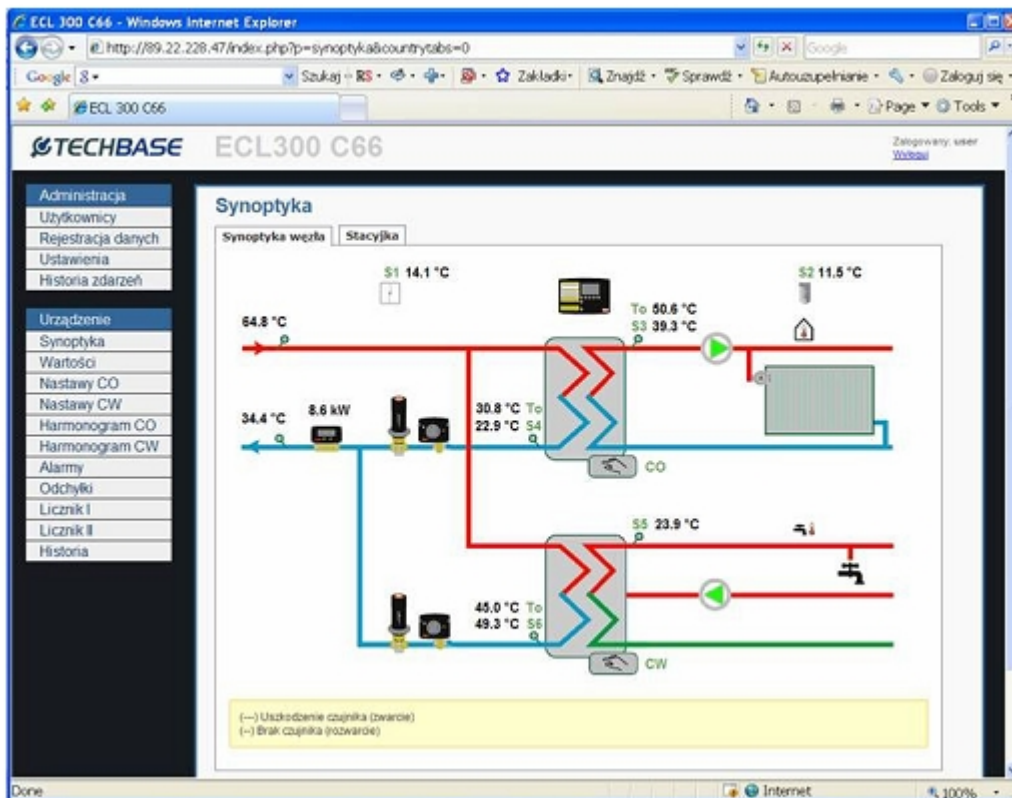 ECL 300 C66 - Windows Internet Explorer
http://89.22.228.47/index.php?p=synoptyka&countrytabs=0
Google
Google Szukaj RS Zakładki Znajdź Sprawdź Autouzupełnianie Zaloguj się
ECL 300 C66 Page Tools
TECHBASE ECL300 C66
Zalogowany: user
Wyloguj
Administracja
Użytkownicy
Rejestracja danych
Ustawienia
Historia zdarzeń
Urządzenie
Synoptyka
Wartości
Nastawy CO
Nastawy CW
Harmonogram CO
Harmonogram CW
Alarmy
Odchyłki
Licznik I
Licznik II
Historia
Synoptyka
Synoptyka węzła Stacyjka
S1 14.1 °C
S2 11.5 °C
To 50.6 °C
S3 39.3 °C
64.8 °C
34.4 °C
8.6 kW
30.8 °C To
22.9 °C S4
CO
S5 23.9 °C
45.0 °C To
49.3 °C S6
CW
(---) Uszkodzenie czujnika (zwarcie)
(--) Brak czujnika (rozwarcie)
Done Internet 100%